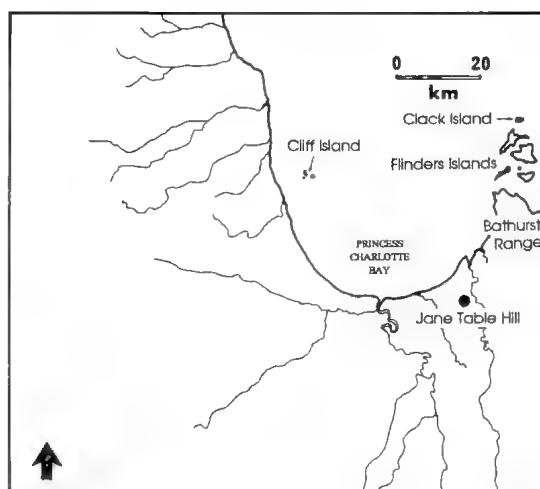 0 20
km
Clack Island
Cliff Island
Flinders Islands
Bathurst
Range
PRINCESS
CHARLOTTE
BAY
Jane Table Hill